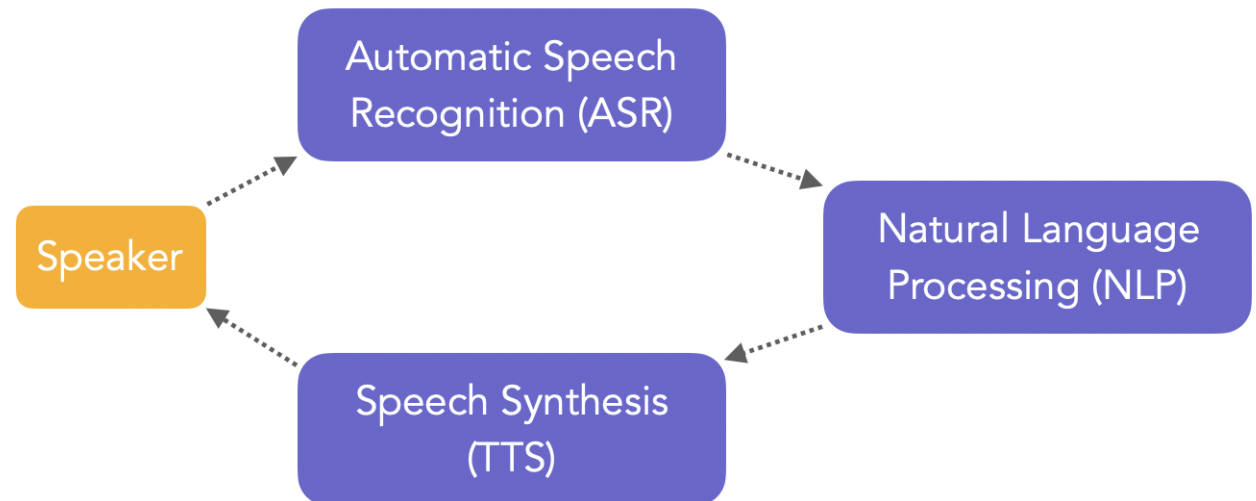 Automatic Speech
Recognition (ASR)
Speaker
Natural Language
Processing (NLP)
Speech Synthesis
(TTS)